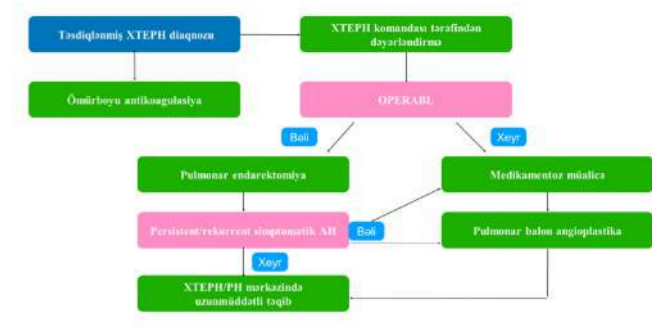 Təsdiqlənmiş XTEPH diaqnozu
XTEPH komandası tərəfindən
dəyərləndirmə
Ömürboyu antikoagulasiya
OPERABL
Bəli
Xeyr
Pulmonar endarektomiya
Medikamentoz müalicə
Persistent/rekurrent simptomatik AH
Bəli
Pulmonar balon angioplastika
Xeyr
XTEPH/PH mərkəzində
uzunmüddətli təqib